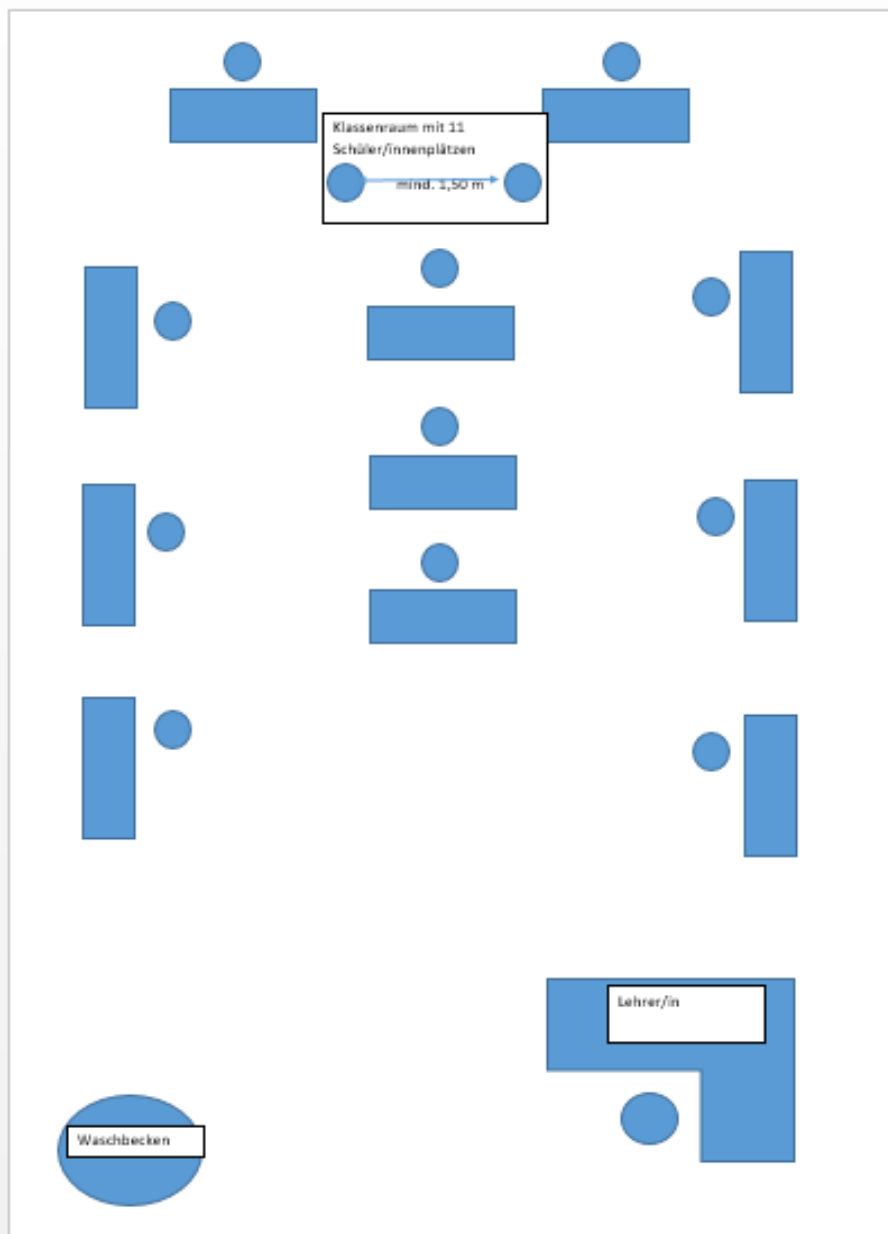 Klassenraum mit 11
Schüler/innenplätzen
mind. 1,50 m
Lehrer/in
Waschbecken